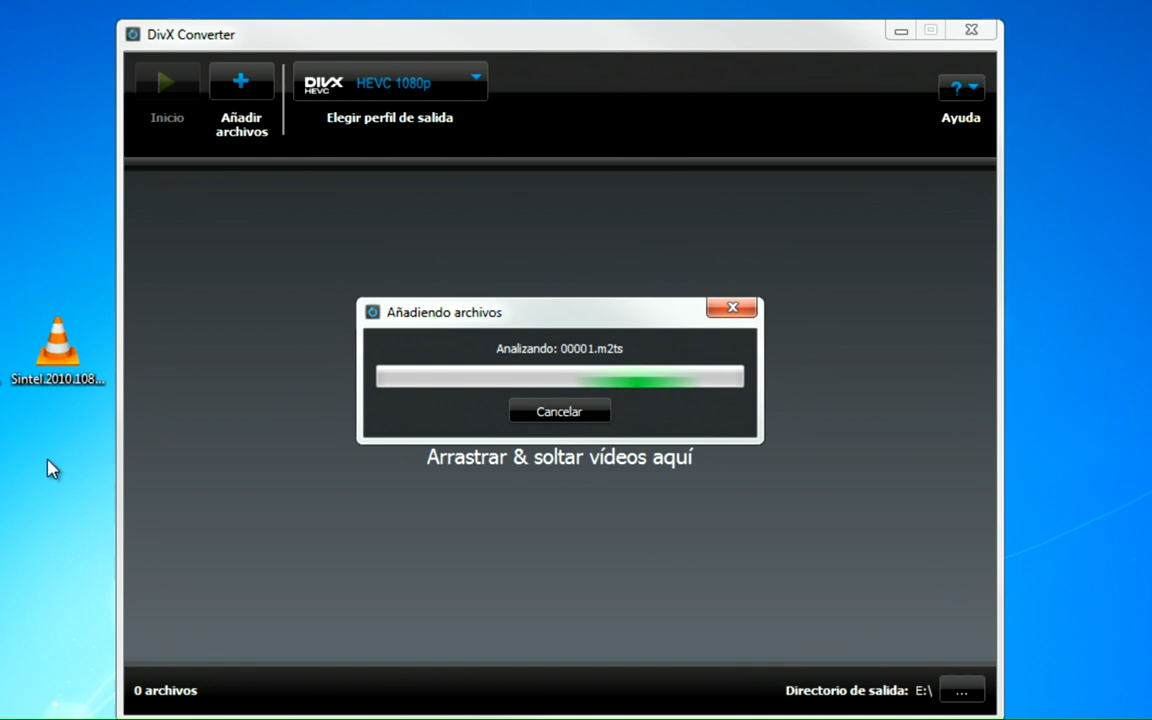 DivX Converter
DIVX
HEVC
HEVC 1080p
?
Inicio
Añadir
archivos
Elegir perfil de salida
Ayuda
Añadiendo archivos
Analizando: 00001.m2ts
Cancelar
Sintel.2010.108...
Arrastrar & soltar vídeos aquí
0 archivos
Directorio de salida: E:\ ...